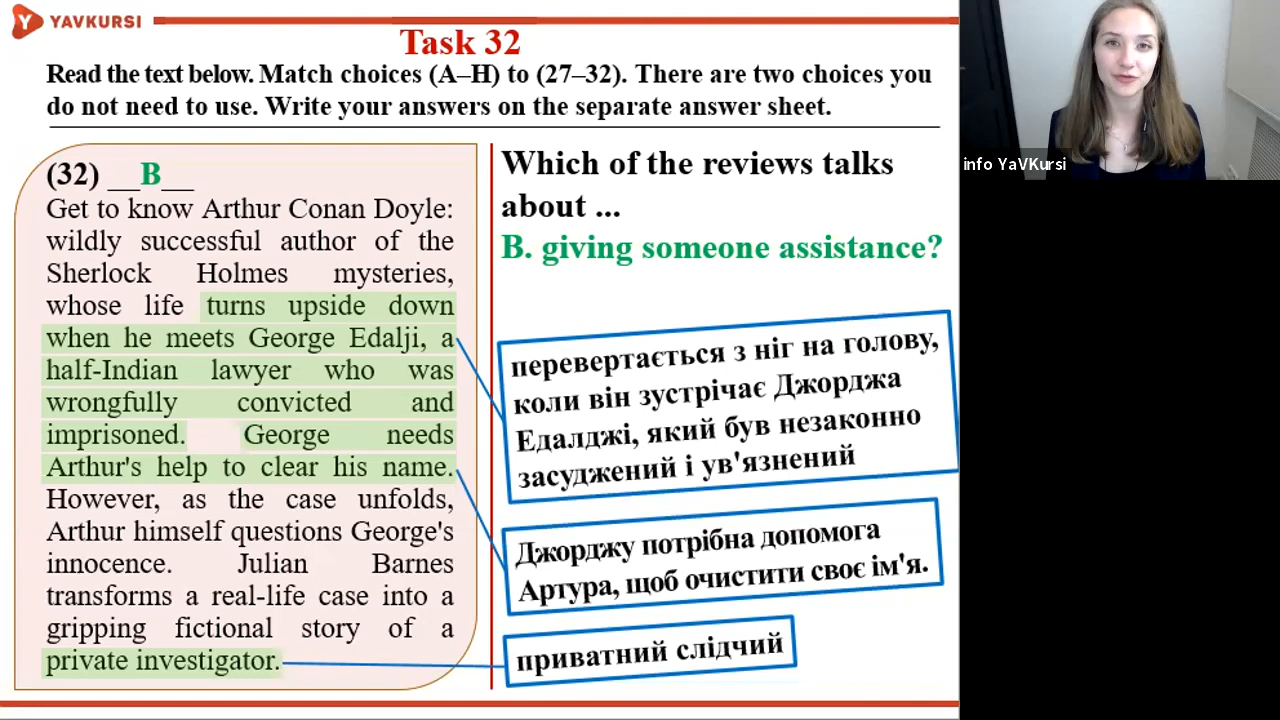 YAVKURSI
Task 32
Read the text below. Match choices (A–H) to (27–32). There are two choices you
do not need to use. Write your answers on the separate answer sheet.
(32) __B__
Get to know Arthur Conan Doyle:
wildly successful author of the
Sherlock Holmes mysteries,
whose life turns upside down
when he meets George Edalji, a
half-Indian lawyer who was
wrongfully convicted and
imprisoned. George needs
Arthur's help to clear his name.
However, as the case unfolds,
Arthur himself questions George's
innocence. Julian Barnes
transforms a real-life case into a
gripping fictional story of a
private investigator.
Which of the reviews talks
about ...
B. giving someone assistance?
перевертається з ніг на голову,
коли він зустрічає Джорджа
Едалджі, який був незаконно
засуджений і ув'язнений
Джорджу потрібна допомога
Артура, щоб очистити своє ім'я.
приватний слідчий
info YaVKursi